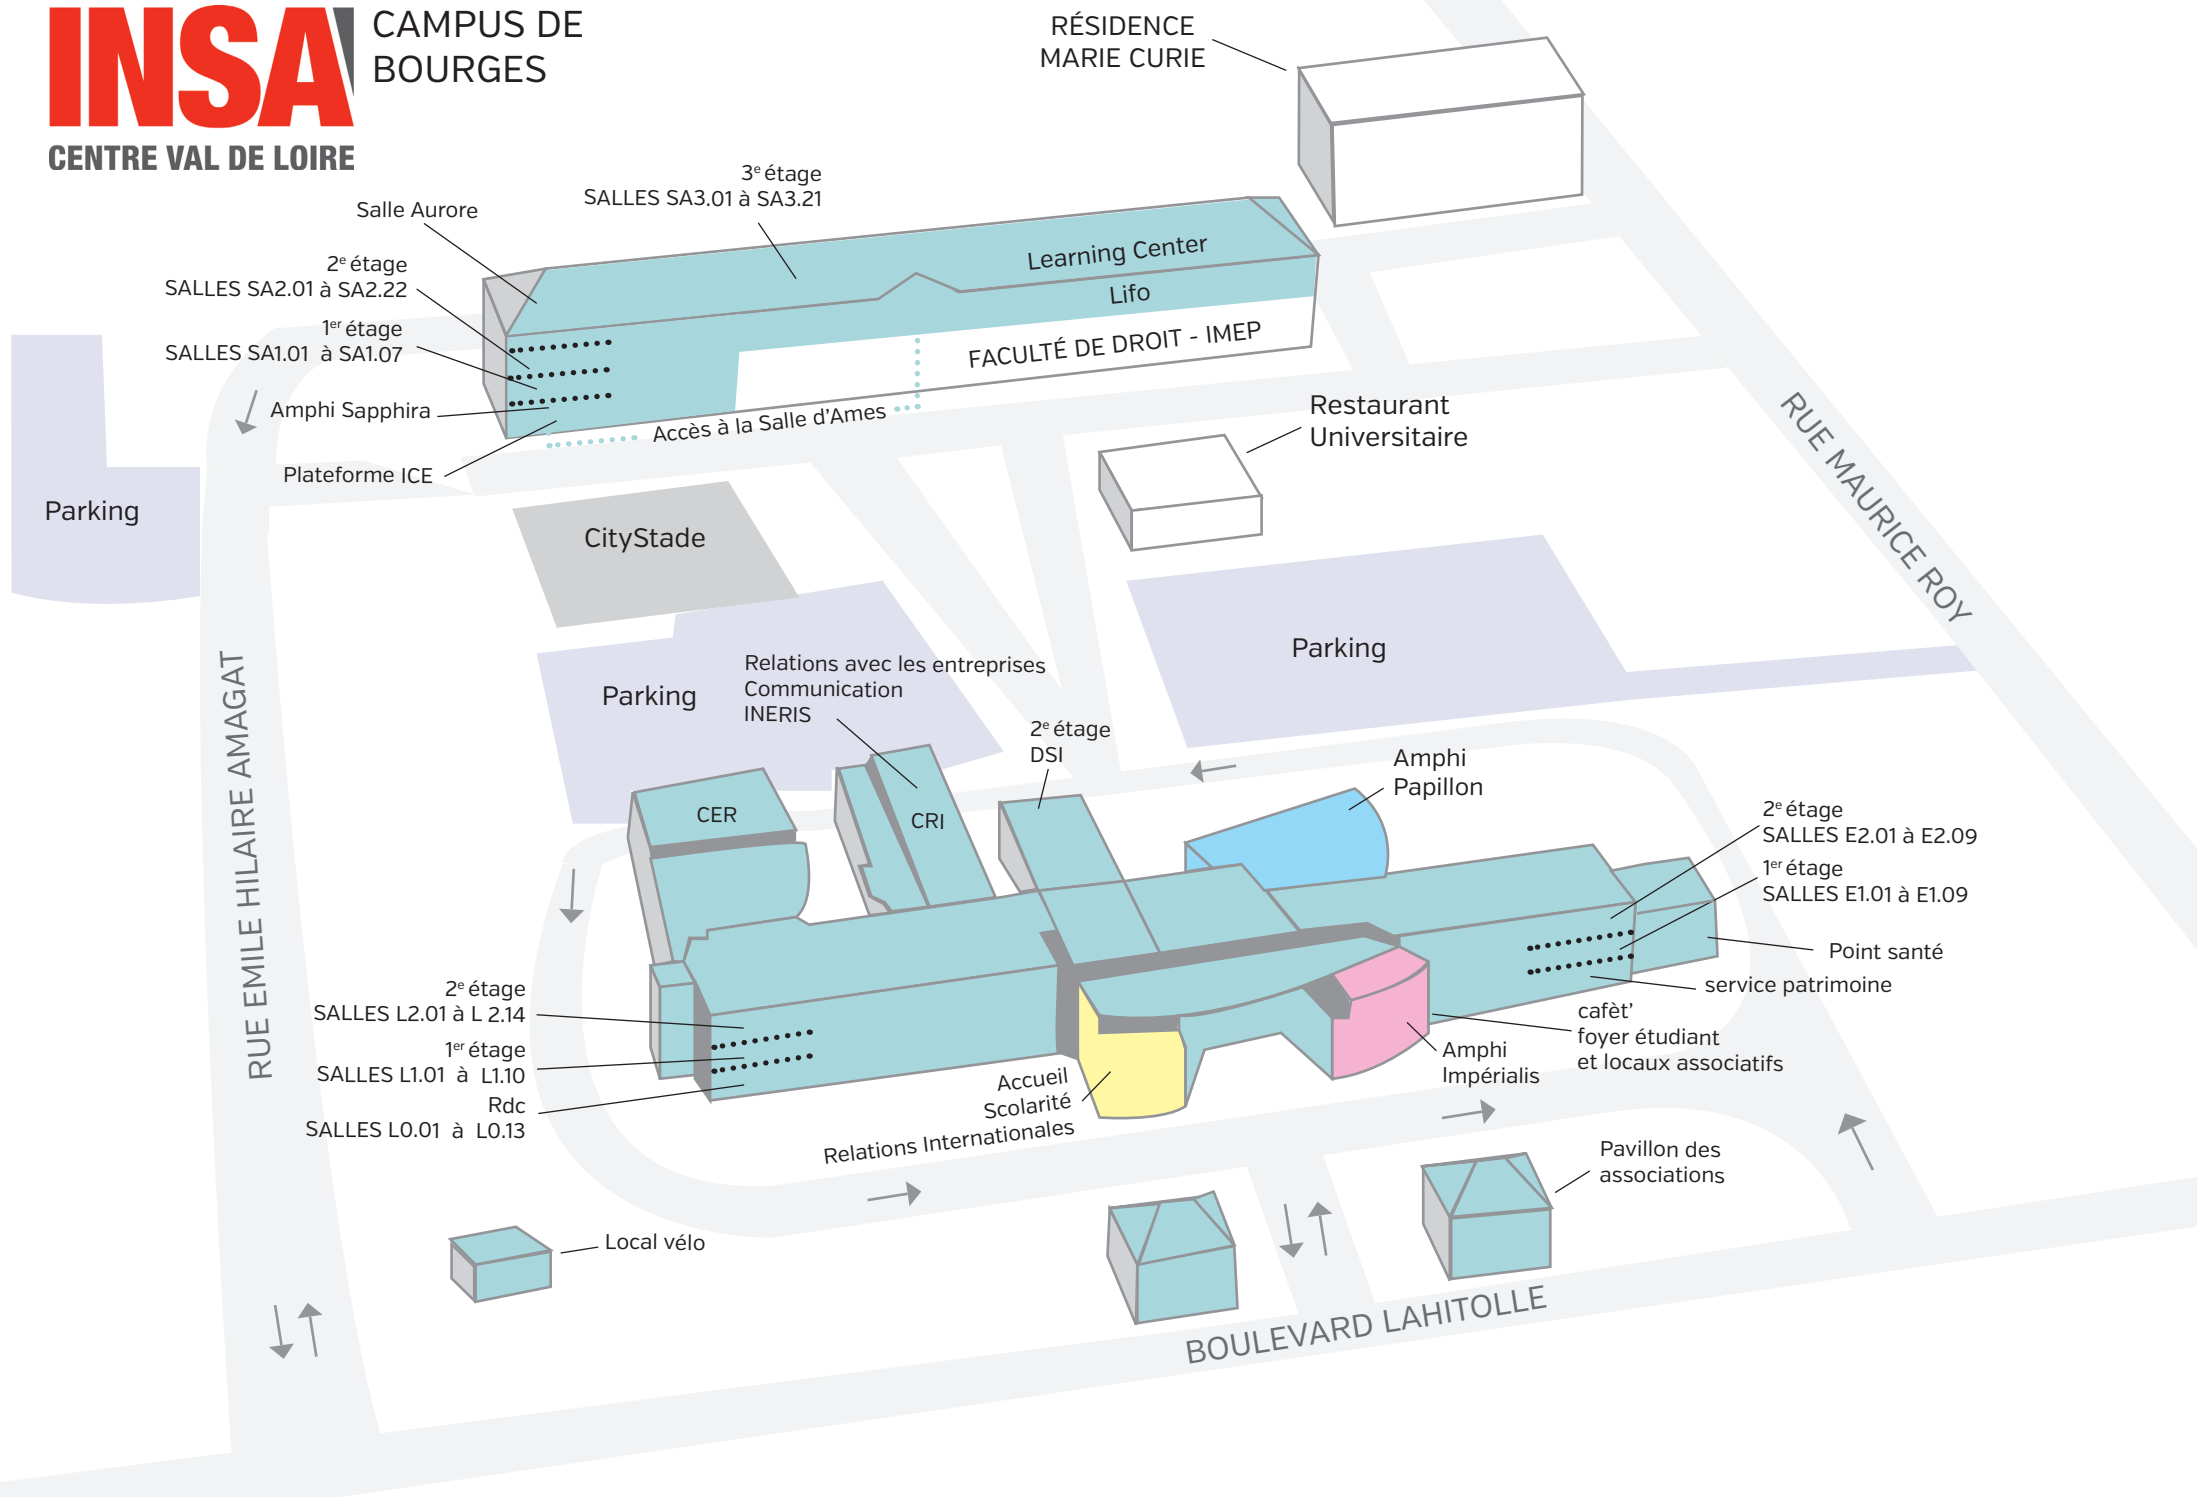 INSA
CENTRE VAL DE LOIRE
CAMPUS DE
BOURGES
RÉSIDENCE
MARIE CURIE
3e étage
SALLES SA3.01 à SA3.21
Salle Aurore
2e étage
SALLES SA2.01 à SA2.22
1er étage
SALLES SA1.01 à SA1.07
Amphi Sapphira
Plateforme ICE
Learning Center
Lifo
FACULTÉ DE DROIT - IMEP
Accès à la Salle d'Ames
Restaurant
Universitaire
RUE MAURICE ROY
Parking
CityStade
Parking
Parking
Relations avec les entreprises
Communication
INERIS
2e étage
DSI
Amphi
Papillon
CER
CRI
2e étage
SALLES E2.01 à E2.09
1er étage
SALLES E1.01 à E1.09
Point santé
service patrimoine
cafèt'
foyer étudiant
et locaux associatifs
Amphi
Impérialis
RUE EMILE HILAIRE AMAGAT
2e étage
SALLES L2.01 à L 2.14
1er étage
SALLES L1.01 à L1.10
Rdc
SALLES L0.01 à L0.13
Accueil
Scolarité
Relations Internationales
Pavillon des
associations
Local vélo
BOULEVARD LAHITOLLE